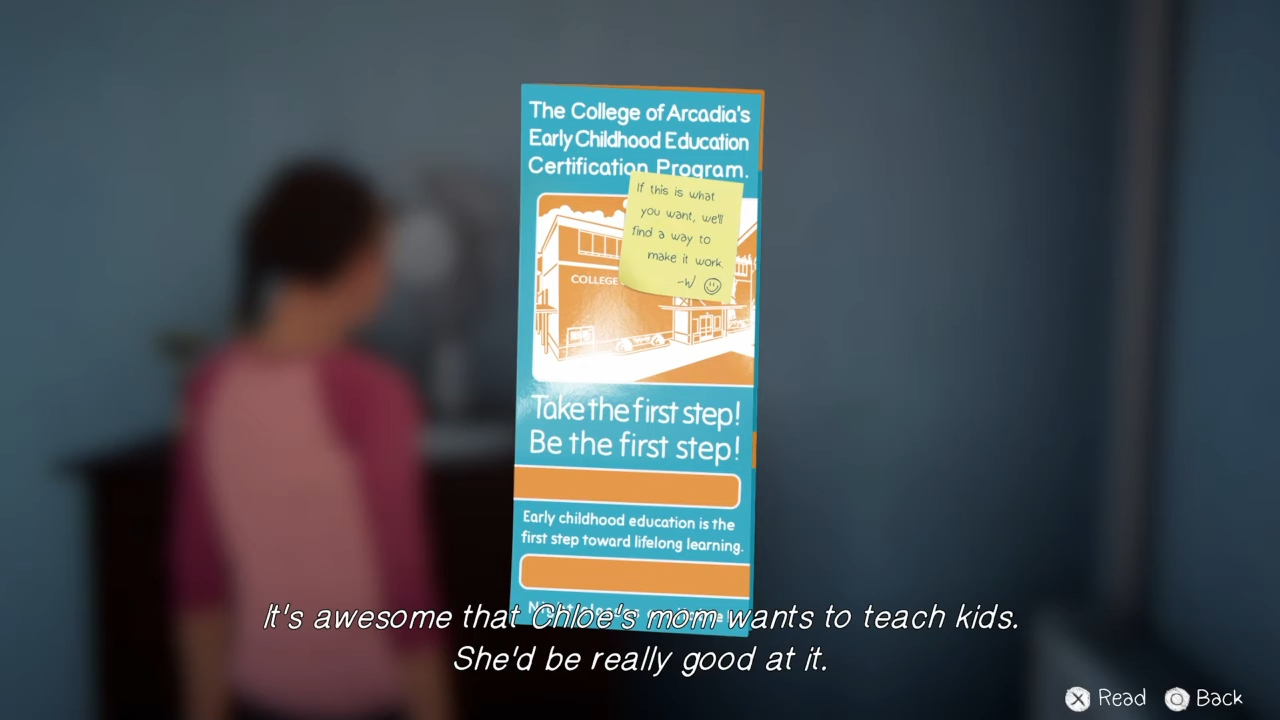 The College of Arcadia's
Early Childhood Education
Certification Program.
If this is what
you want, we'll
find a way to
make it work.
-W
COLLEGE
Take the first step!
Be the first step!
Early childhood education is the
first step toward lifelong learning.
It's awesome that Chloe's mom wants to teach kids.
She'd be really good at it.
Read Back